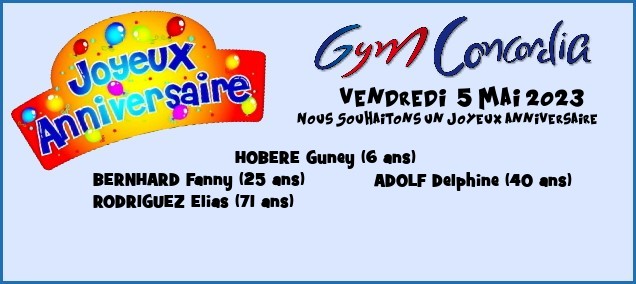 Joyeux
Anniversaire
Gym Concordia
VENDREDI 5 MAI 2023
NOUS SOUHAITONS UN JOYEUX ANNIVERSAIRE
HOBERE Guney (6 ans)
BERNHARD Fanny (25 ans) ADOLF Delphine (40 ans)
RODRIGUEZ Elias (71 ans)